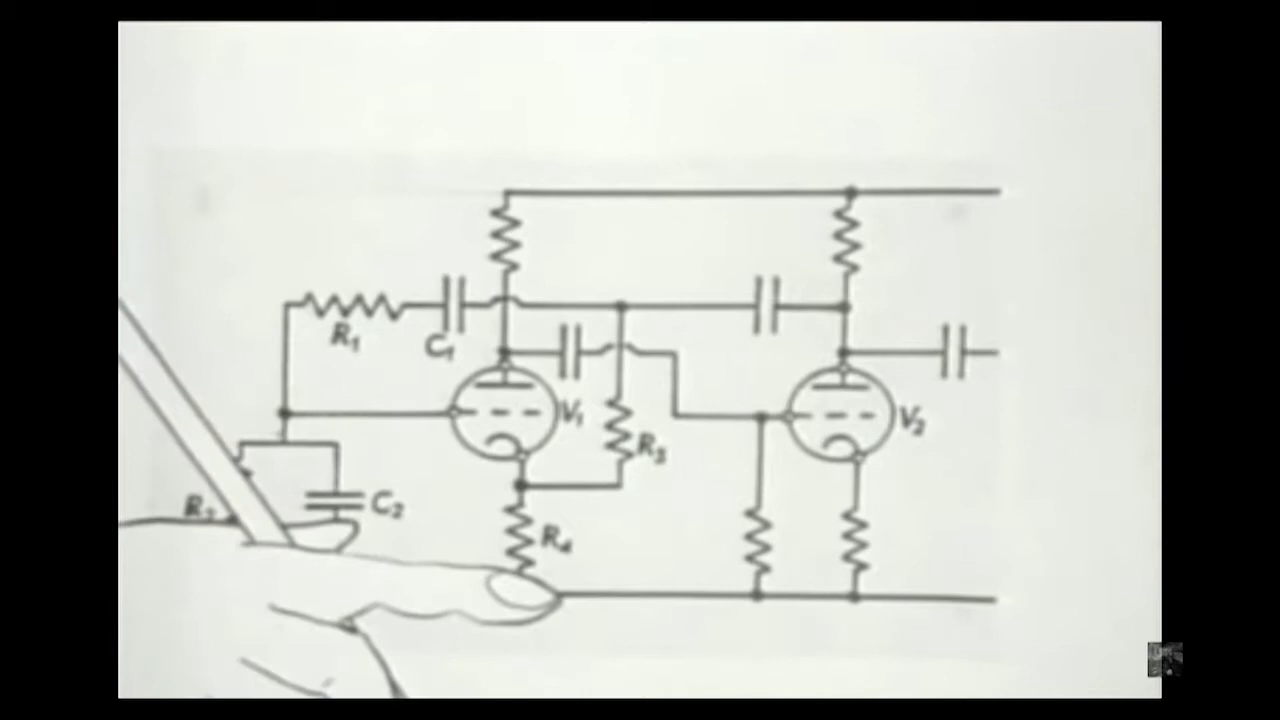 R₁
C₁
V₁
V₂
R₃
C₂
R₂
R₄